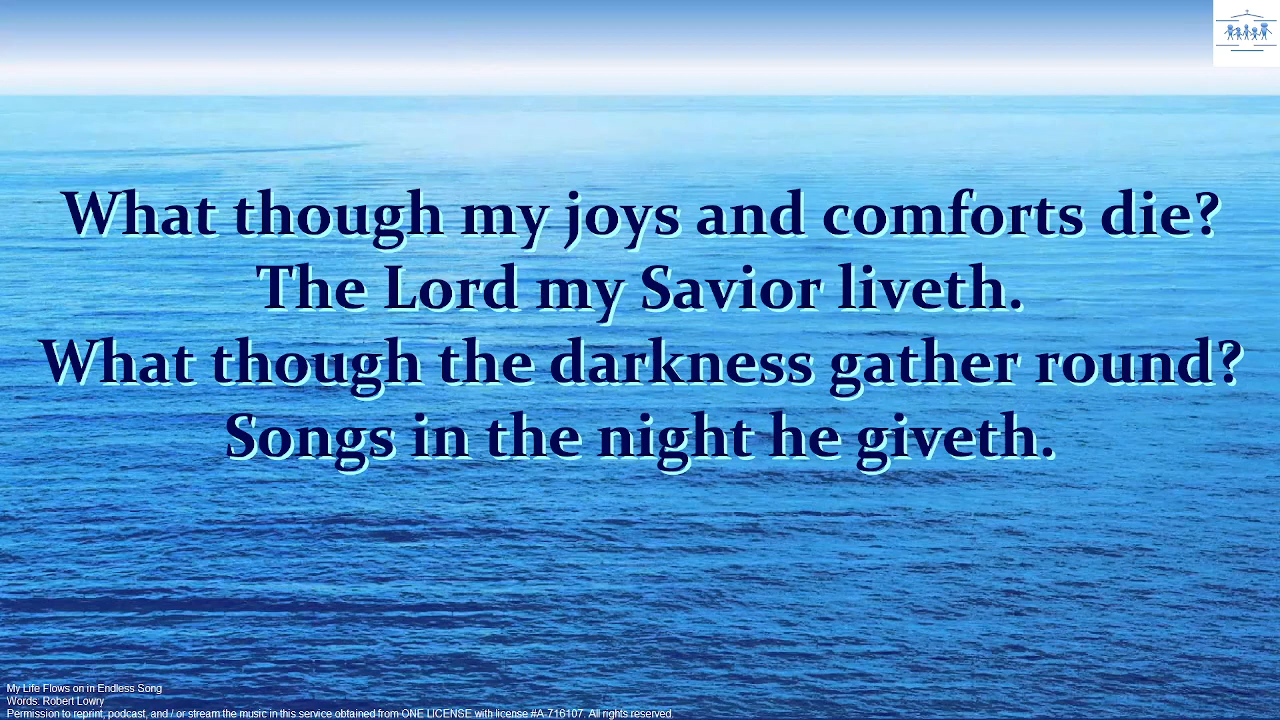 What though my joys and comforts die?
The Lord my Savior liveth.
What though the darkness gather round?
Songs in the night he giveth.
My Life Flows on in Endless Song
Words: Robert Lowry
Permission to reprint, podcast, and / or stream the music in this service obtained from ONE LICENSE with license #A.716107. All rights reserved.